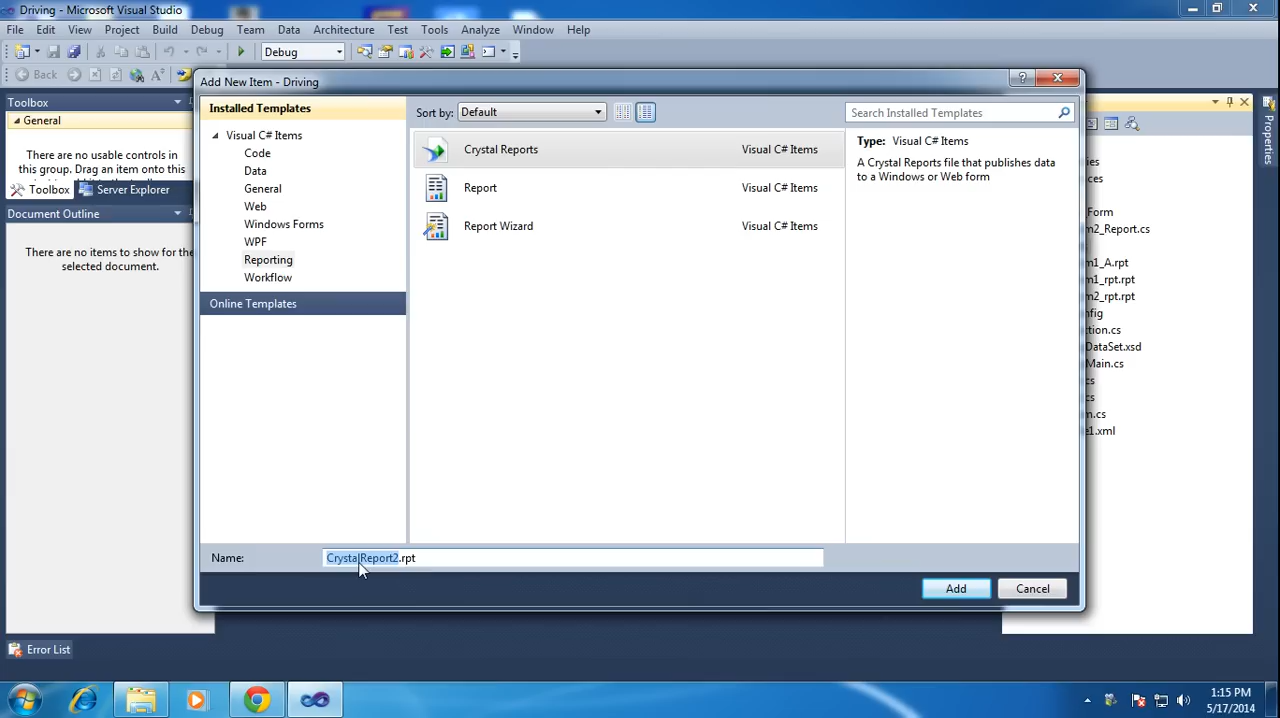 Driving - Microsoft Visual Studio
File Edit View Project Build Debug Team Data Architecture Test Tools Analyze Window Help
Debug
Back
Add New Item - Driving
Toolbox
General
There are no usable controls in
this group. Drag an item onto this
Toolbox Server Explorer
Document Outline
There are no items to show for the
selected document.
Error List
Installed Templates
Visual C# Items
Code
Data
General
Web
Windows Forms
WPF
Reporting
Workflow
Online Templates
Sort by: Default
Crystal Reports Visual C# Items
Report Visual C# Items
Report Wizard Visual C# Items
Search Installed Templates
Type: Visual C# Items
A Crystal Reports file that publishes data
to a Windows or Web form
Name: CrystalReport2.rpt
Add Cancel
Form
m2_Report.cs
m1_A.rpt
m1_rpt.rpt
m2_rpt.rpt
DataSet.xsd
Main.cs
Properties
1:15 PM
5/17/2014